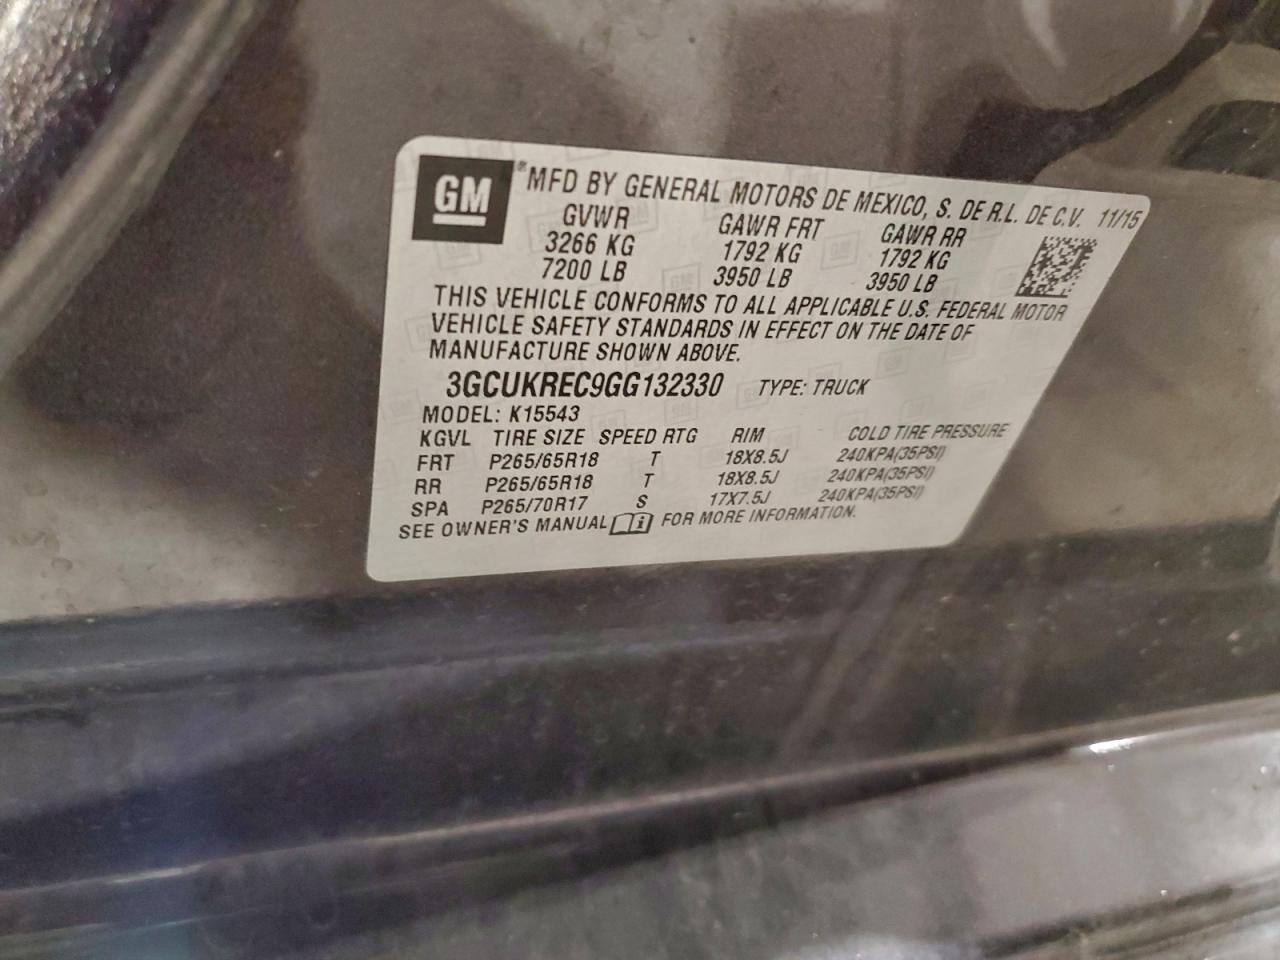 GM ® MFD BY GENERAL MOTORS DE MEXICO, S. DE R.L. DE C.V. 11/15
GVWR GAWR FRT GAWR RR
3266 KG 1792 KG 1792 KG
7200 LB 3950 LB 3950 LB
THIS VEHICLE CONFORMS TO ALL APPLICABLE U.S. FEDERAL MOTOR
VEHICLE SAFETY STANDARDS IN EFFECT ON THE DATE OF
MANUFACTURE SHOWN ABOVE.
3GCUKREC9GG132330 TYPE: TRUCK
MODEL: K15543
KGVL TIRE SIZE SPEED RTG RIM COLD TIRE PRESSURE
FRT P265/65R18 T 18X8.5J 240KPA(35PSI)
RR P265/65R18 T 18X8.5J 240KPA(35PSI)
SPA P265/70R17 S 17X7.5J 240KPA(35PSI)
SEE OWNER'S MANUAL i FOR MORE INFORMATION.